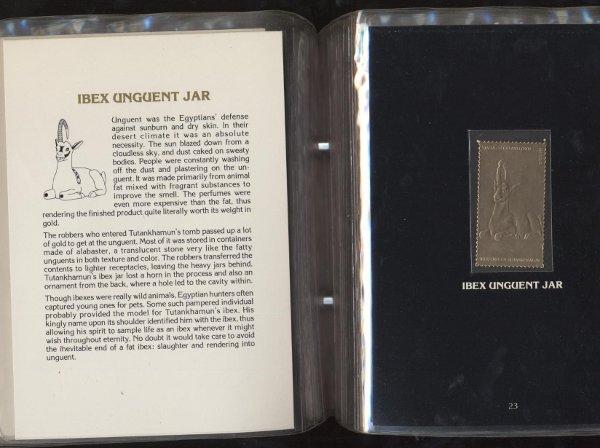 IBEX UNGUENT JAR
Unguent was the Egyptians' defense
against sunburn and dry skin. In their
desert climate it was an absolute
necessity. The sun blazed down from a
cloudless sky, and dust caked on sweaty
bodies. People were constantly washing
off the dust and plastering on the un-
guent. It was made primarily from animal
fat mixed with fragrant substances to
improve the smell. The perfumes were
even more expensive than the fat, thus
rendering the finished product quite literally worth its weight in
gold.
The robbers who entered Tutankhamun's tomb passed up a lot
of gold to get at the unguent. Most of it was stored in containers
made of alabaster, a translucent stone very like the fatty
unguents in both texture and color. The robbers transferred the
contents to lighter receptacles, leaving the heavy jars behind.
Tutankhamun's ibex jar lost a horn in the process and also an
ornament from the back, where a hole led to the cavity within.
Though ibexes were really wild animals, Egyptian hunters often
captured young ones for pets. Some such pampered individual
probably provided the model for Tutankhamun's ibex. His
kingly name upon its shoulder identified him with the ibex, thus
allowing his spirit to sample life as an ibex whenever it might
wish throughout eternity. No doubt it would take care to avoid
the inevitable end of a fat ibex: slaughter and rendering into
unguent.
IBEX UNGUENT JAR
23